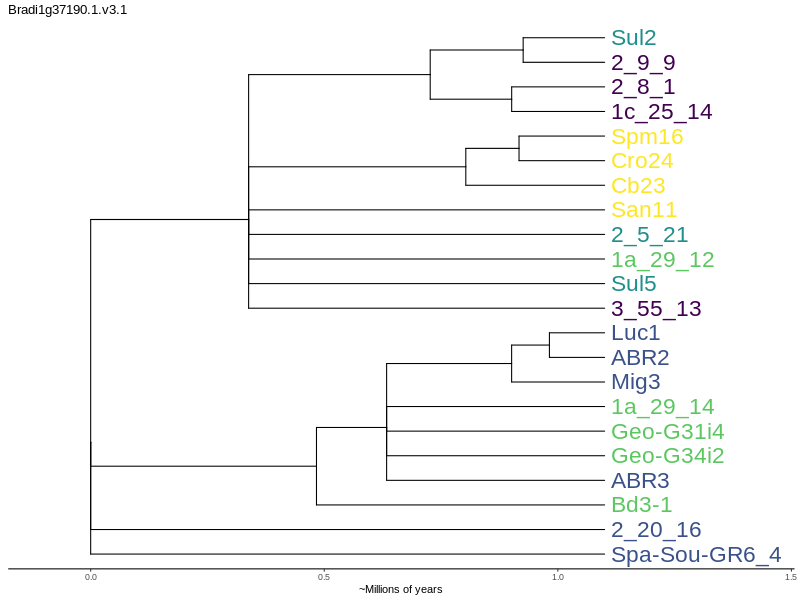 Bradi1g37190.1.v3.1
Sul2
2_9_9
2_8_1
1c_25_14
Spm16
Cro24
Cb23
San11
2_5_21
1a_29_12
Sul5
3_55_13
Luc1
ABR2
Mig3
1a_29_14
Geo-G31i4
Geo-G34i2
ABR3
Bd3-1
2_20_16
Spa-Sou-GR6_4
0.0 0.5 1.0 1.5
~Millions of years